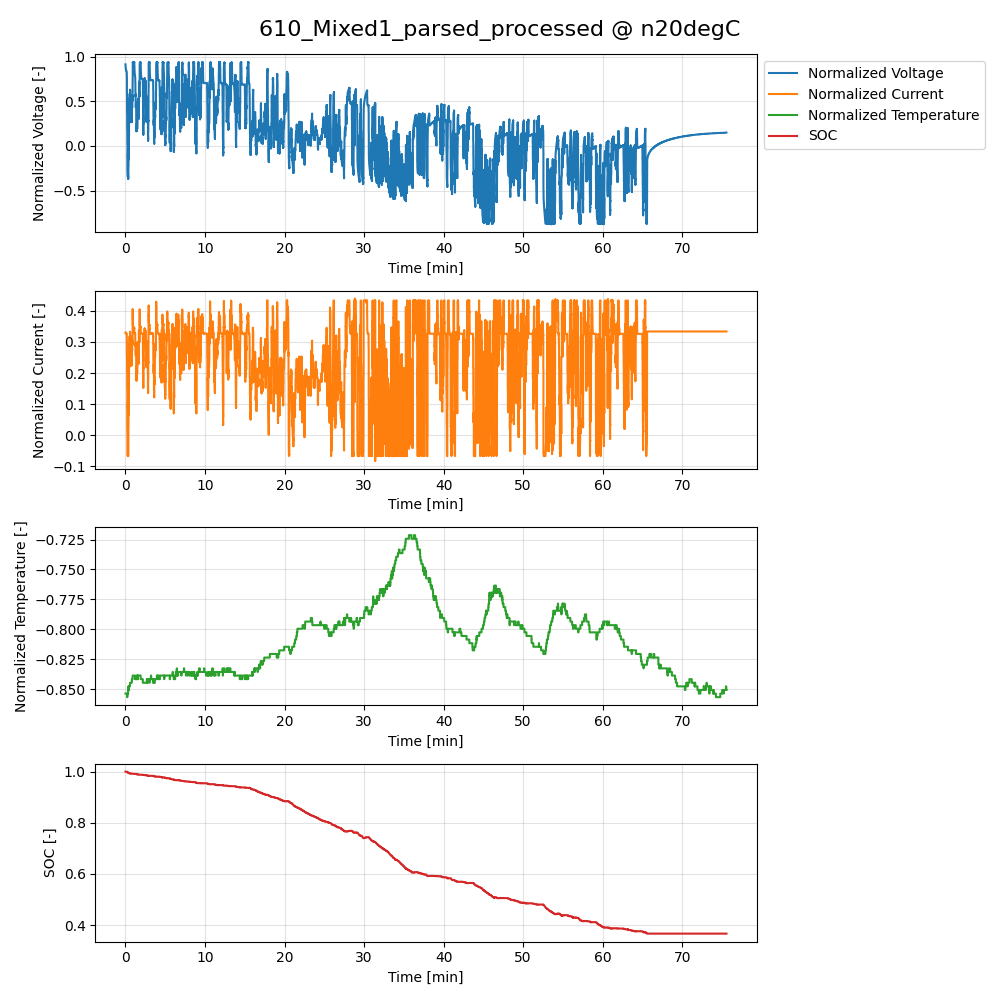 610_Mixed1_parsed_processed @ n20degC
Normalized Voltage [-]
1.0
0.5
0.0
−0.5
0 10 20 30 40 50 60 70
Time [min]
Normalized Voltage
Normalized Current
Normalized Temperature
SOC
Normalized Current [-]
0.4
0.3
0.2
0.1
0.0
−0.1
0 10 20 30 40 50 60 70
Time [min]
Normalized Temperature [-]
−0.725
−0.750
−0.775
−0.800
−0.825
−0.850
0 10 20 30 40 50 60 70
Time [min]
SOC [-]
1.0
0.8
0.6
0.4
0 10 20 30 40 50 60 70
Time [min]